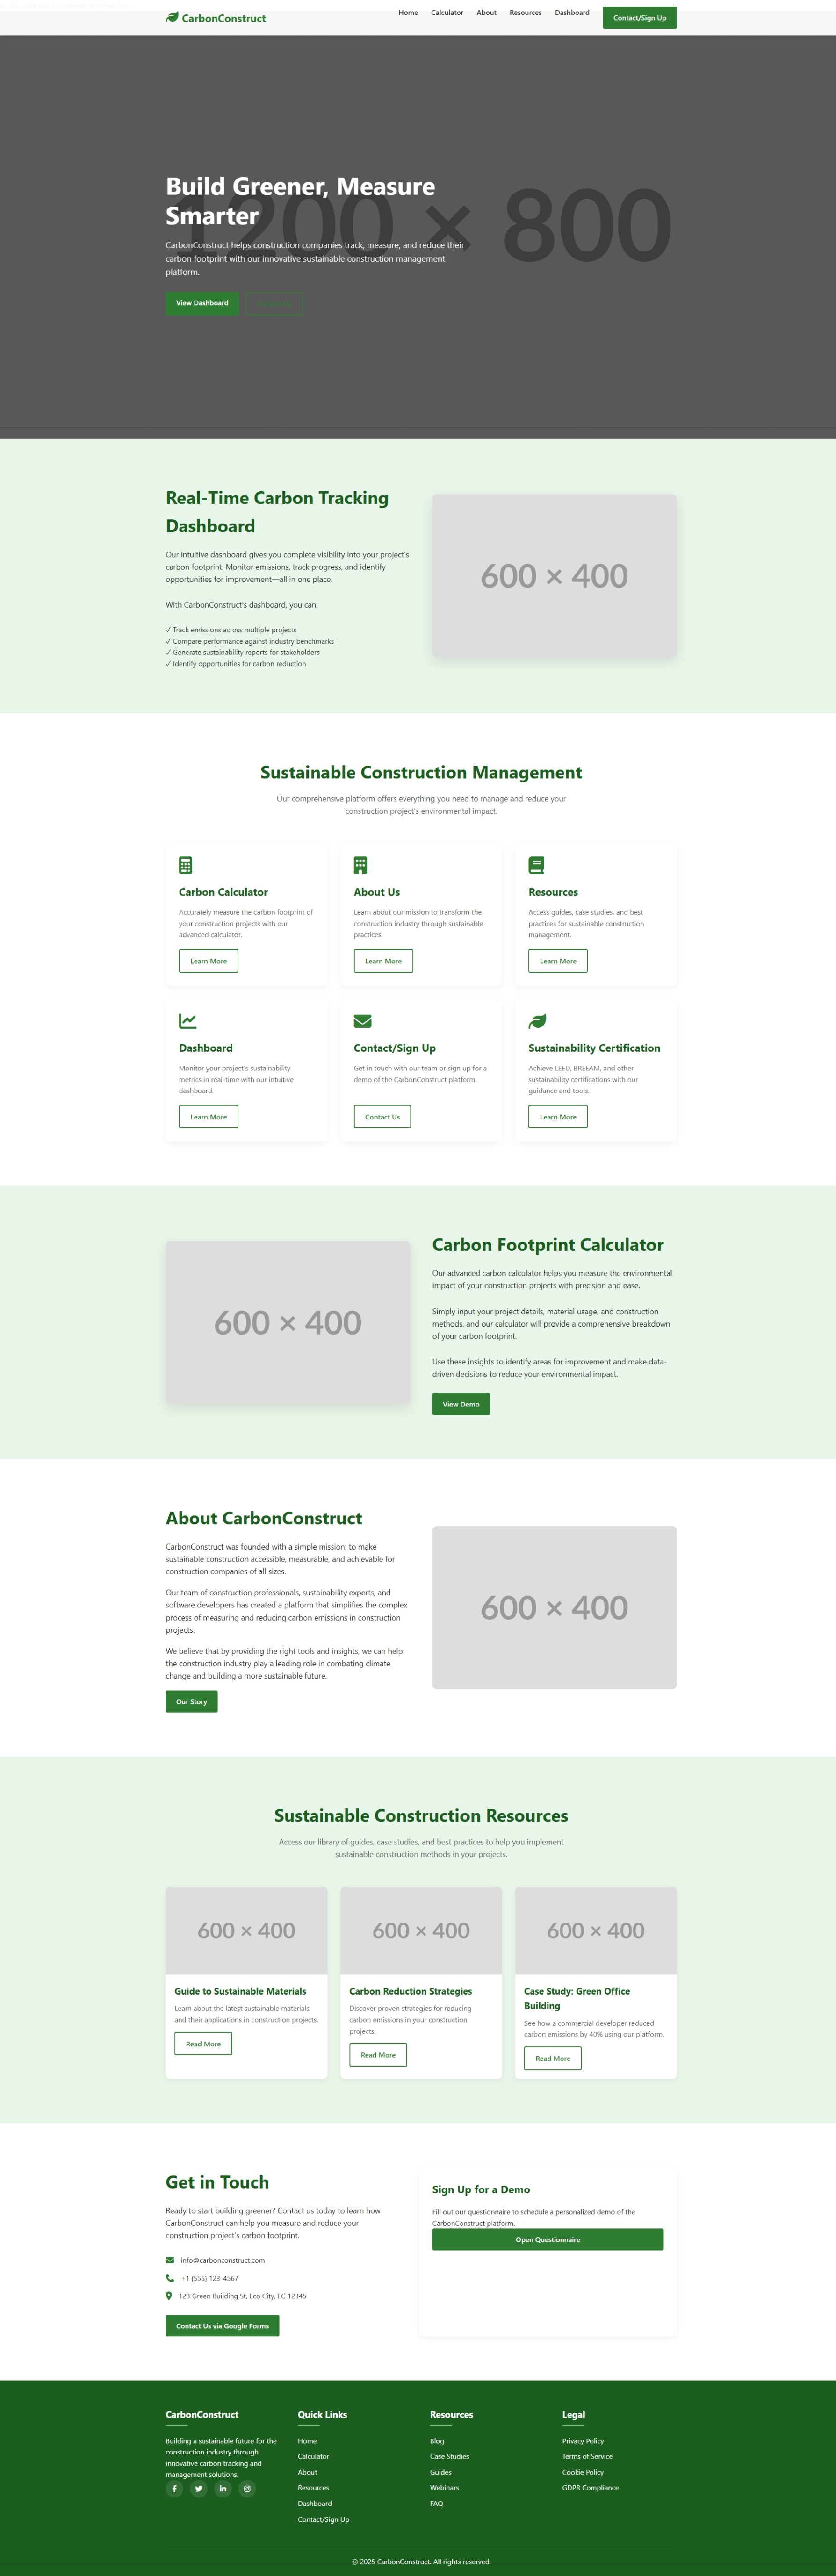 CarbonConstruct
Home
Calculator
About
Resources
Dashboard
Contact/Sign Up
1200 × 800
Build Greener, Measure
Smarter
CarbonConstruct helps construction companies track, measure, and reduce their
carbon footprint with our innovative sustainable construction management
platform.
View Dashboard
Real-Time Carbon Tracking
Dashboard
Our intuitive dashboard gives you complete visibility into your project's
carbon footprint. Monitor emissions, track progress, and identify
opportunities for improvement—all in one place.
With CarbonConstruct's dashboard, you can:
✓ Track emissions across multiple projects
✓ Compare performance against industry benchmarks
✓ Generate sustainability reports for stakeholders
✓ Identify opportunities for carbon reduction
600 × 400
Sustainable Construction Management
Our comprehensive platform offers everything you need to manage and reduce your
construction project's environmental impact.
Carbon Calculator
Accurately measure the carbon footprint of
your construction projects with our
advanced calculator.
Learn More
About Us
Learn about our mission to transform the
construction industry through sustainable
practices.
Learn More
Resources
Access guides, case studies, and best
practices for sustainable construction
management.
Learn More
Dashboard
Monitor your project's sustainability
metrics in real-time with our intuitive
dashboard.
Learn More
Contact/Sign Up
Get in touch with our team or sign up for a
demo of the CarbonConstruct platform.
Contact Us
Sustainability Certification
Achieve LEED, BREEAM, and other
sustainability certifications with our
guidance and tools.
Learn More
600 × 400
Carbon Footprint Calculator
Our advanced carbon calculator helps you measure the environmental
impact of your construction projects with precision and ease.
Simply input your project details, material usage, and construction
methods, and our calculator will provide a comprehensive breakdown
of your carbon footprint.
Use these insights to identify areas for improvement and make data-
driven decisions to reduce your environmental impact.
View Demo
About CarbonConstruct
CarbonConstruct was founded with a simple mission: to make
sustainable construction accessible, measurable, and achievable for
construction companies of all sizes.
Our team of construction professionals, sustainability experts, and
software developers has created a platform that simplifies the complex
process of measuring and reducing carbon emissions in construction
projects.
We believe that by providing the right tools and insights, we can help
the construction industry play a leading role in combating climate
change and building a more sustainable future.
Our Story
600 × 400
Sustainable Construction Resources
Access our library of guides, case studies, and best practices to help you implement
sustainable construction methods in your projects.
600 × 400
Guide to Sustainable Materials
Learn about the latest sustainable materials
and their applications in construction projects.
Read More
600 × 400
Carbon Reduction Strategies
Discover proven strategies for reducing
carbon emissions in your construction
projects.
Read More
600 × 400
Case Study: Green Office
Building
See how a commercial developer reduced
carbon emissions by 40% using our platform.
Read More
Get in Touch
Ready to start building greener? Contact us today to learn how
CarbonConstruct can help you measure and reduce your
construction project's carbon footprint.
info@carbonconstruct.com
+1 (555) 123-4567
123 Green Building St, Eco City, EC 12345
Contact Us via Google Forms
Sign Up for a Demo
Fill out our questionnaire to schedule a personalized demo of the
CarbonConstruct platform.
Open Questionnaire
CarbonConstruct
Building a sustainable future for the
construction industry through
innovative carbon tracking and
management solutions.
Quick Links
Home
Calculator
About
Resources
Dashboard
Contact/Sign Up
Resources
Blog
Case Studies
Guides
Webinars
FAQ
Legal
Privacy Policy
Terms of Service
Cookie Policy
GDPR Compliance
© 2025 CarbonConstruct. All rights reserved.